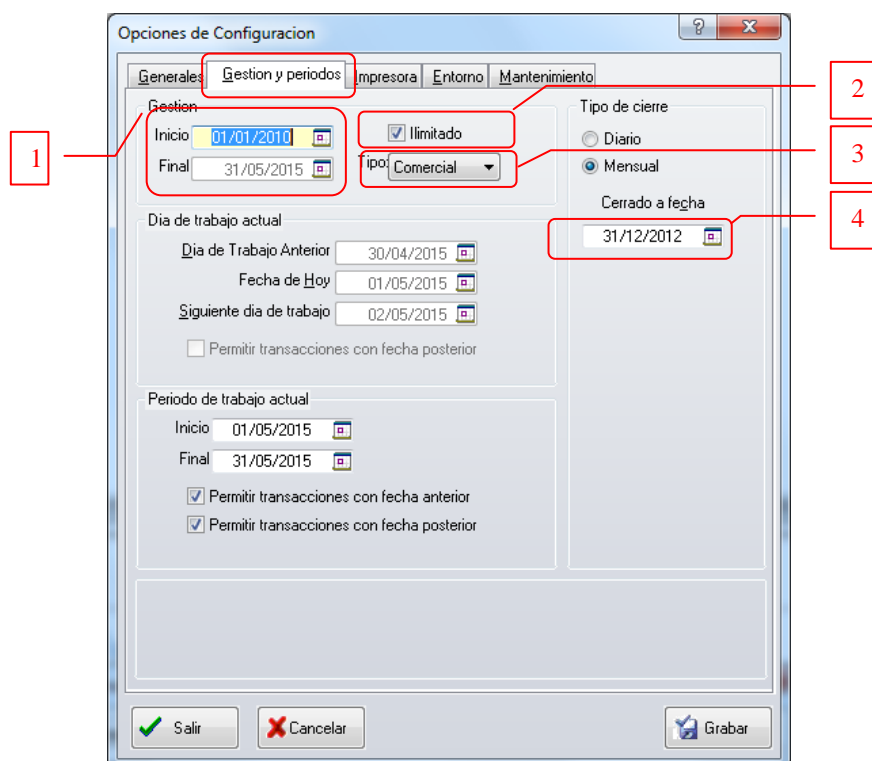 Opciones de Configuracion
Generales Gestion y periodos Impresora Entorno Mantenimiento
Gestion
Inicio 01/01/2010
Final 31/05/2015
Ilimitado
Tipo: Comercial
Tipo de cierre
Diario
Mensual
Cerrado a fecha
31/12/2012
Dia de trabajo actual
Dia de Trabajo Anterior 30/04/2015
Fecha de Hoy 01/05/2015
Siguiente dia de trabajo 02/05/2015
Permitir transacciones con fecha posterior
Periodo de trabajo actual
Inicio 01/05/2015
Final 31/05/2015
Permitir transacciones con fecha anterior
Permitir transacciones con fecha posterior
Salir Cancelar Grabar
1
2
3
4